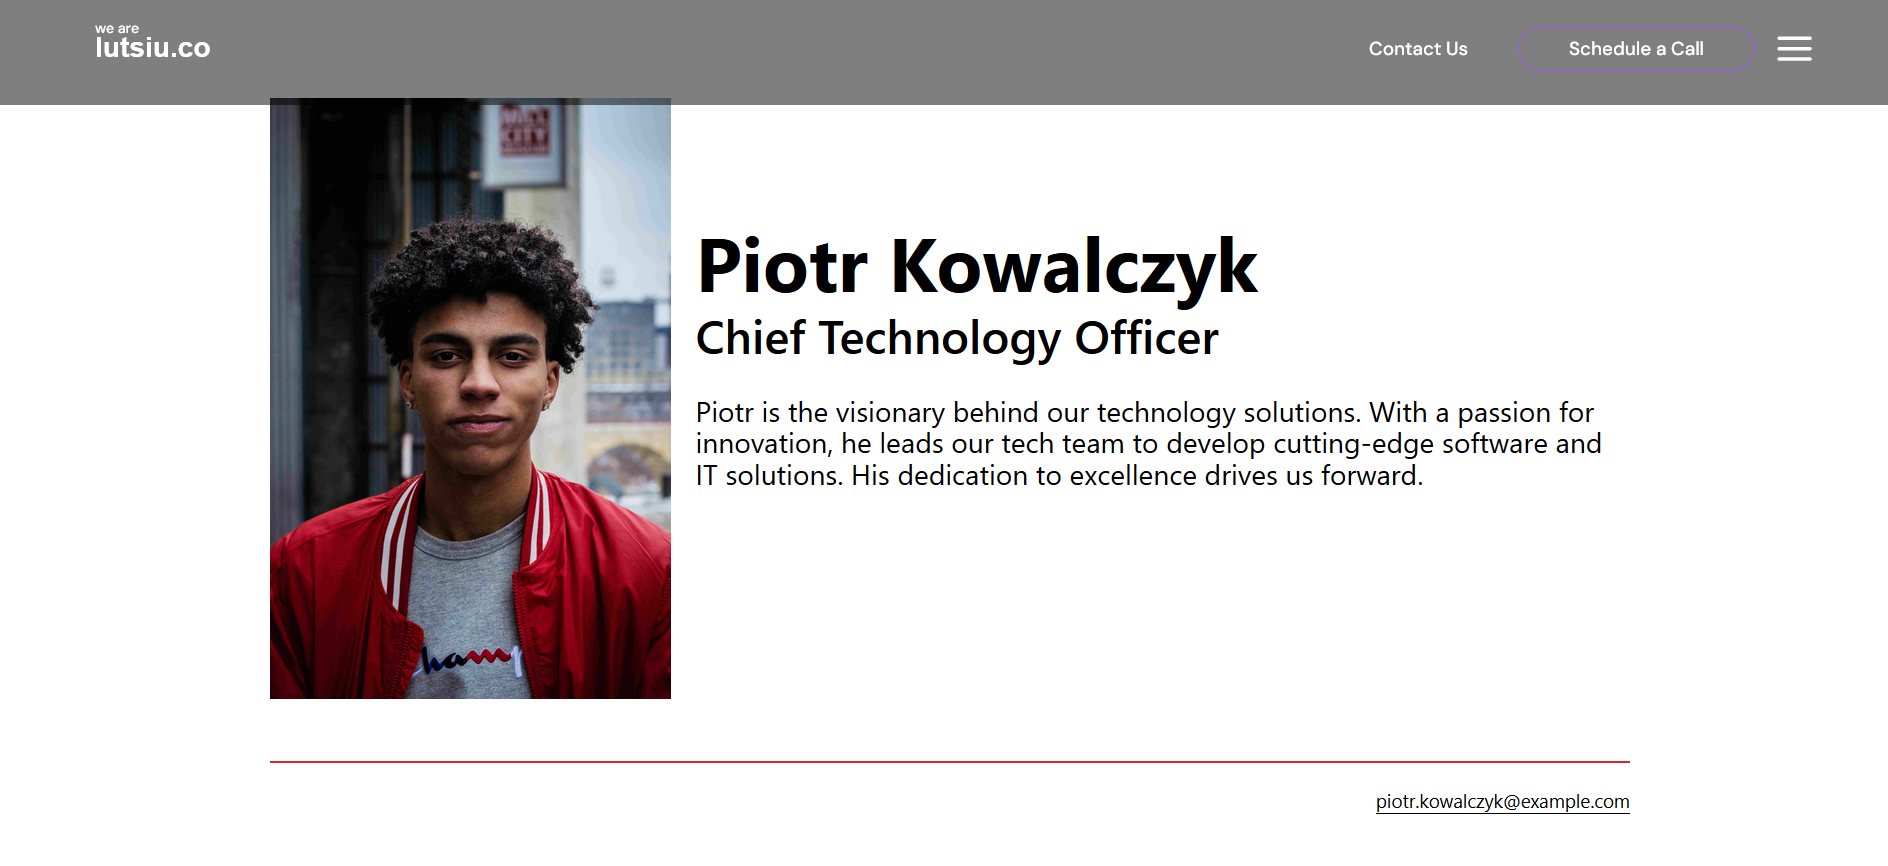 we are
lutsiu.co
Contact Us
Schedule a Call
MILL
CITY
Piotr Kowalczyk
Chief Technology Officer
Piotr is the visionary behind our technology solutions. With a passion for
innovation, he leads our tech team to develop cutting-edge software and
IT solutions. His dedication to excellence drives us forward.
piotr.kowalczyk@example.com